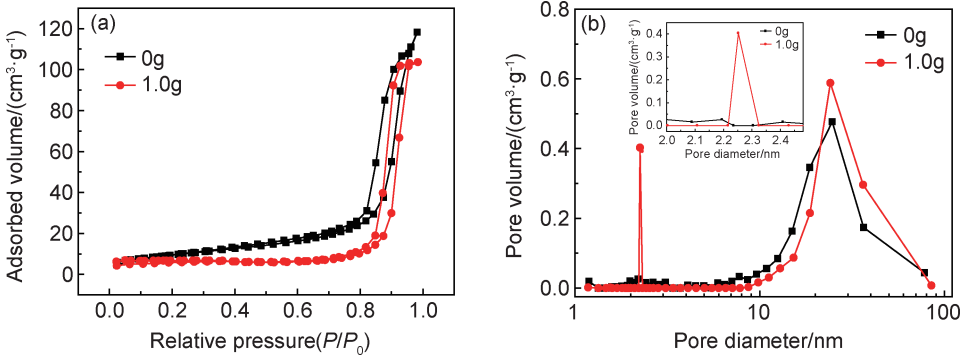 (a)
0g
1.0g
Adsorbed volume/(cm³·g⁻¹)
120
100
80
60
40
20
0
0.0 0.2 0.4 0.6 0.8 1.0
Relative pressure(P/P₀)
(b)
0g
1.0g
Pore volume/(cm³·g⁻¹)
0.8
0.6
0.4
0.2
0.0
1 10 100
Pore diameter/nm
0g
1.0g
Pore volume/(cm³·g⁻¹)
0.4
0.3
0.2
0.1
0.0
2.0 2.1 2.2 2.3 2.4
Pore diameter/nm